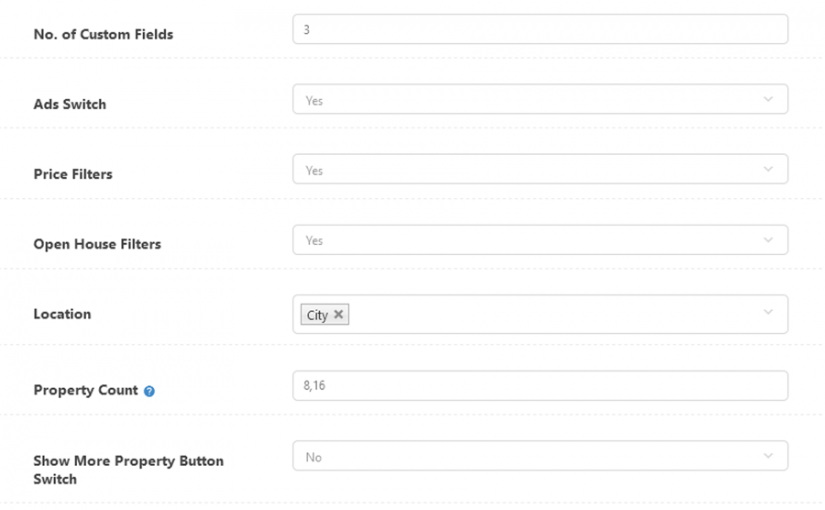 No. of Custom Fields
3
Ads Switch
Yes
Price Filters
Yes
Open House Filters
Yes
Location
City ✕
Property Count ?
8,16
Show More Property Button
Switch
No